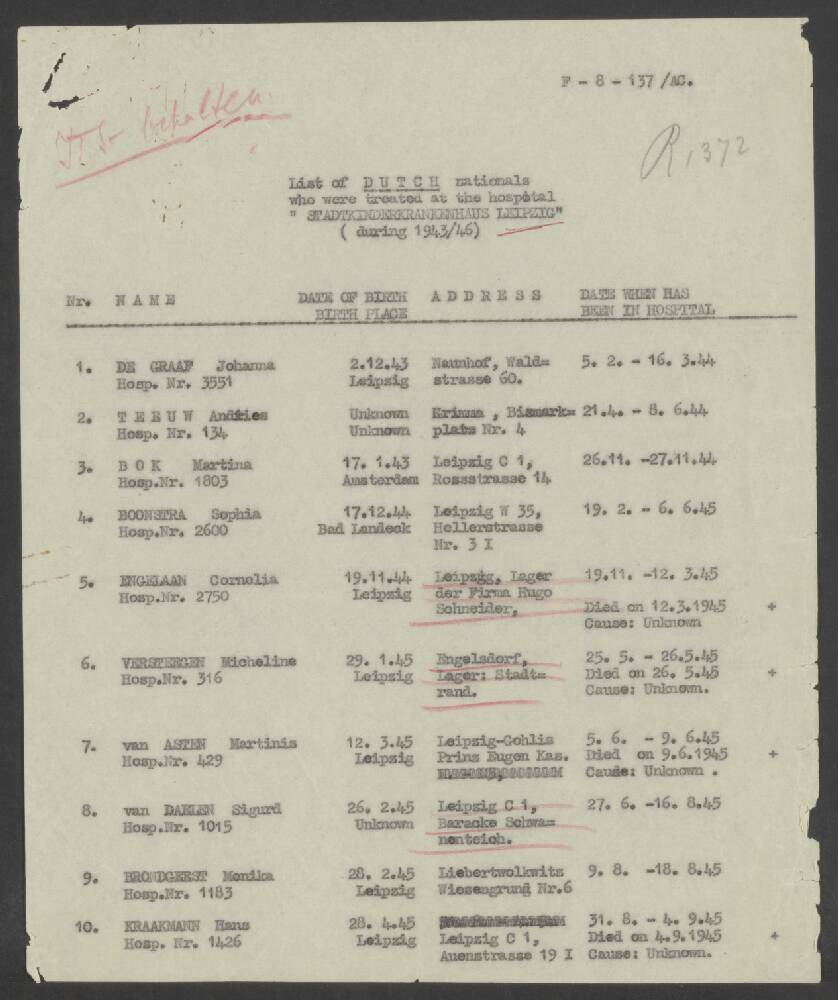 F - 8 - 137 /AC.
ITS- behalten
R, 372
List of D U T C H nationals
who were treated at the hospital
" STADTKINDERKRANKENHAUS LEIPZIG"
( during 1943/46)
Nr. N A M E DATE OF BIRTH A D D R E S S DATE WHEN HAS
BIRTH PLACE BEEN IN HOSPITAL
1. DE GRAAF Johanna 2.12.43 Naunhof, Wald= 5. 2. - 16. 3.44
Hosp. Nr. 3551 Leipzig strasse 60.
2. T E E U W Andries Unknown Grimma , Bismark= 21.4. - 8. 6.44
Hosp. Nr. 134 Unknown platz Nr. 4
3. B O K Martina 17. 1.43 Leipzig C 1, 26.11. -27.11.44
Hosp.Nr. 1803 Amsterdam Rossstrasse 14
4. BOONSTRA Sophia 17.12.44 Leipzig W 35, 19. 2. - 6. 6.45
Hosp.Nr. 2600 Bad Landeck Hellerstrasse
Nr. 3 I
5. ENGELAAN Cornelia 19.11.44 Leipzig, Lager 19.11. -12. 3.45
Hosp.Nr. 2750 Leipzig der Firma Hugo
Schneider, Died on 12.3.1945 +
Cause: Unknown
6. VERSTEEGEN Micheline 29. 1.45 Engelsdorf, 25. 5. - 26.5.45
Hosp.Nr. 316 Leipzig Lager: Stadt= Died on 26. 5.45 +
rand. Cause: Unknown.
7. van ASTEN Martinis 12. 3.45 Leipzig-Gohlis 5. 6. - 9. 6.45
Hosp.Nr. 429 Leipzig Prinz Eugen Kas. Died on 9.6.1945 +
Cause: Unknown .
8. van DAELEN Sigurd 26. 2.45 Leipzig C 1, 27. 6. -16. 8.45
Hosp.Nr. 1015 Unknown Baracke Schwa=
nenteich.
9. BRONDGEEST Monika 28. 2.45 Liebertwolkwitz 9. 8. -18. 8.45
Hosp.Nr. 1183 Leipzig Wiesengrund Nr.6
10. KRAAKMANN Hans 28. 4.45 31. 8. - 4. 9.45
Hosp. Nr. 1426 Leipzig Leipzig C 1, Died on 4.9.1945 +
Auenstrasse 19 I Cause: Unknown.